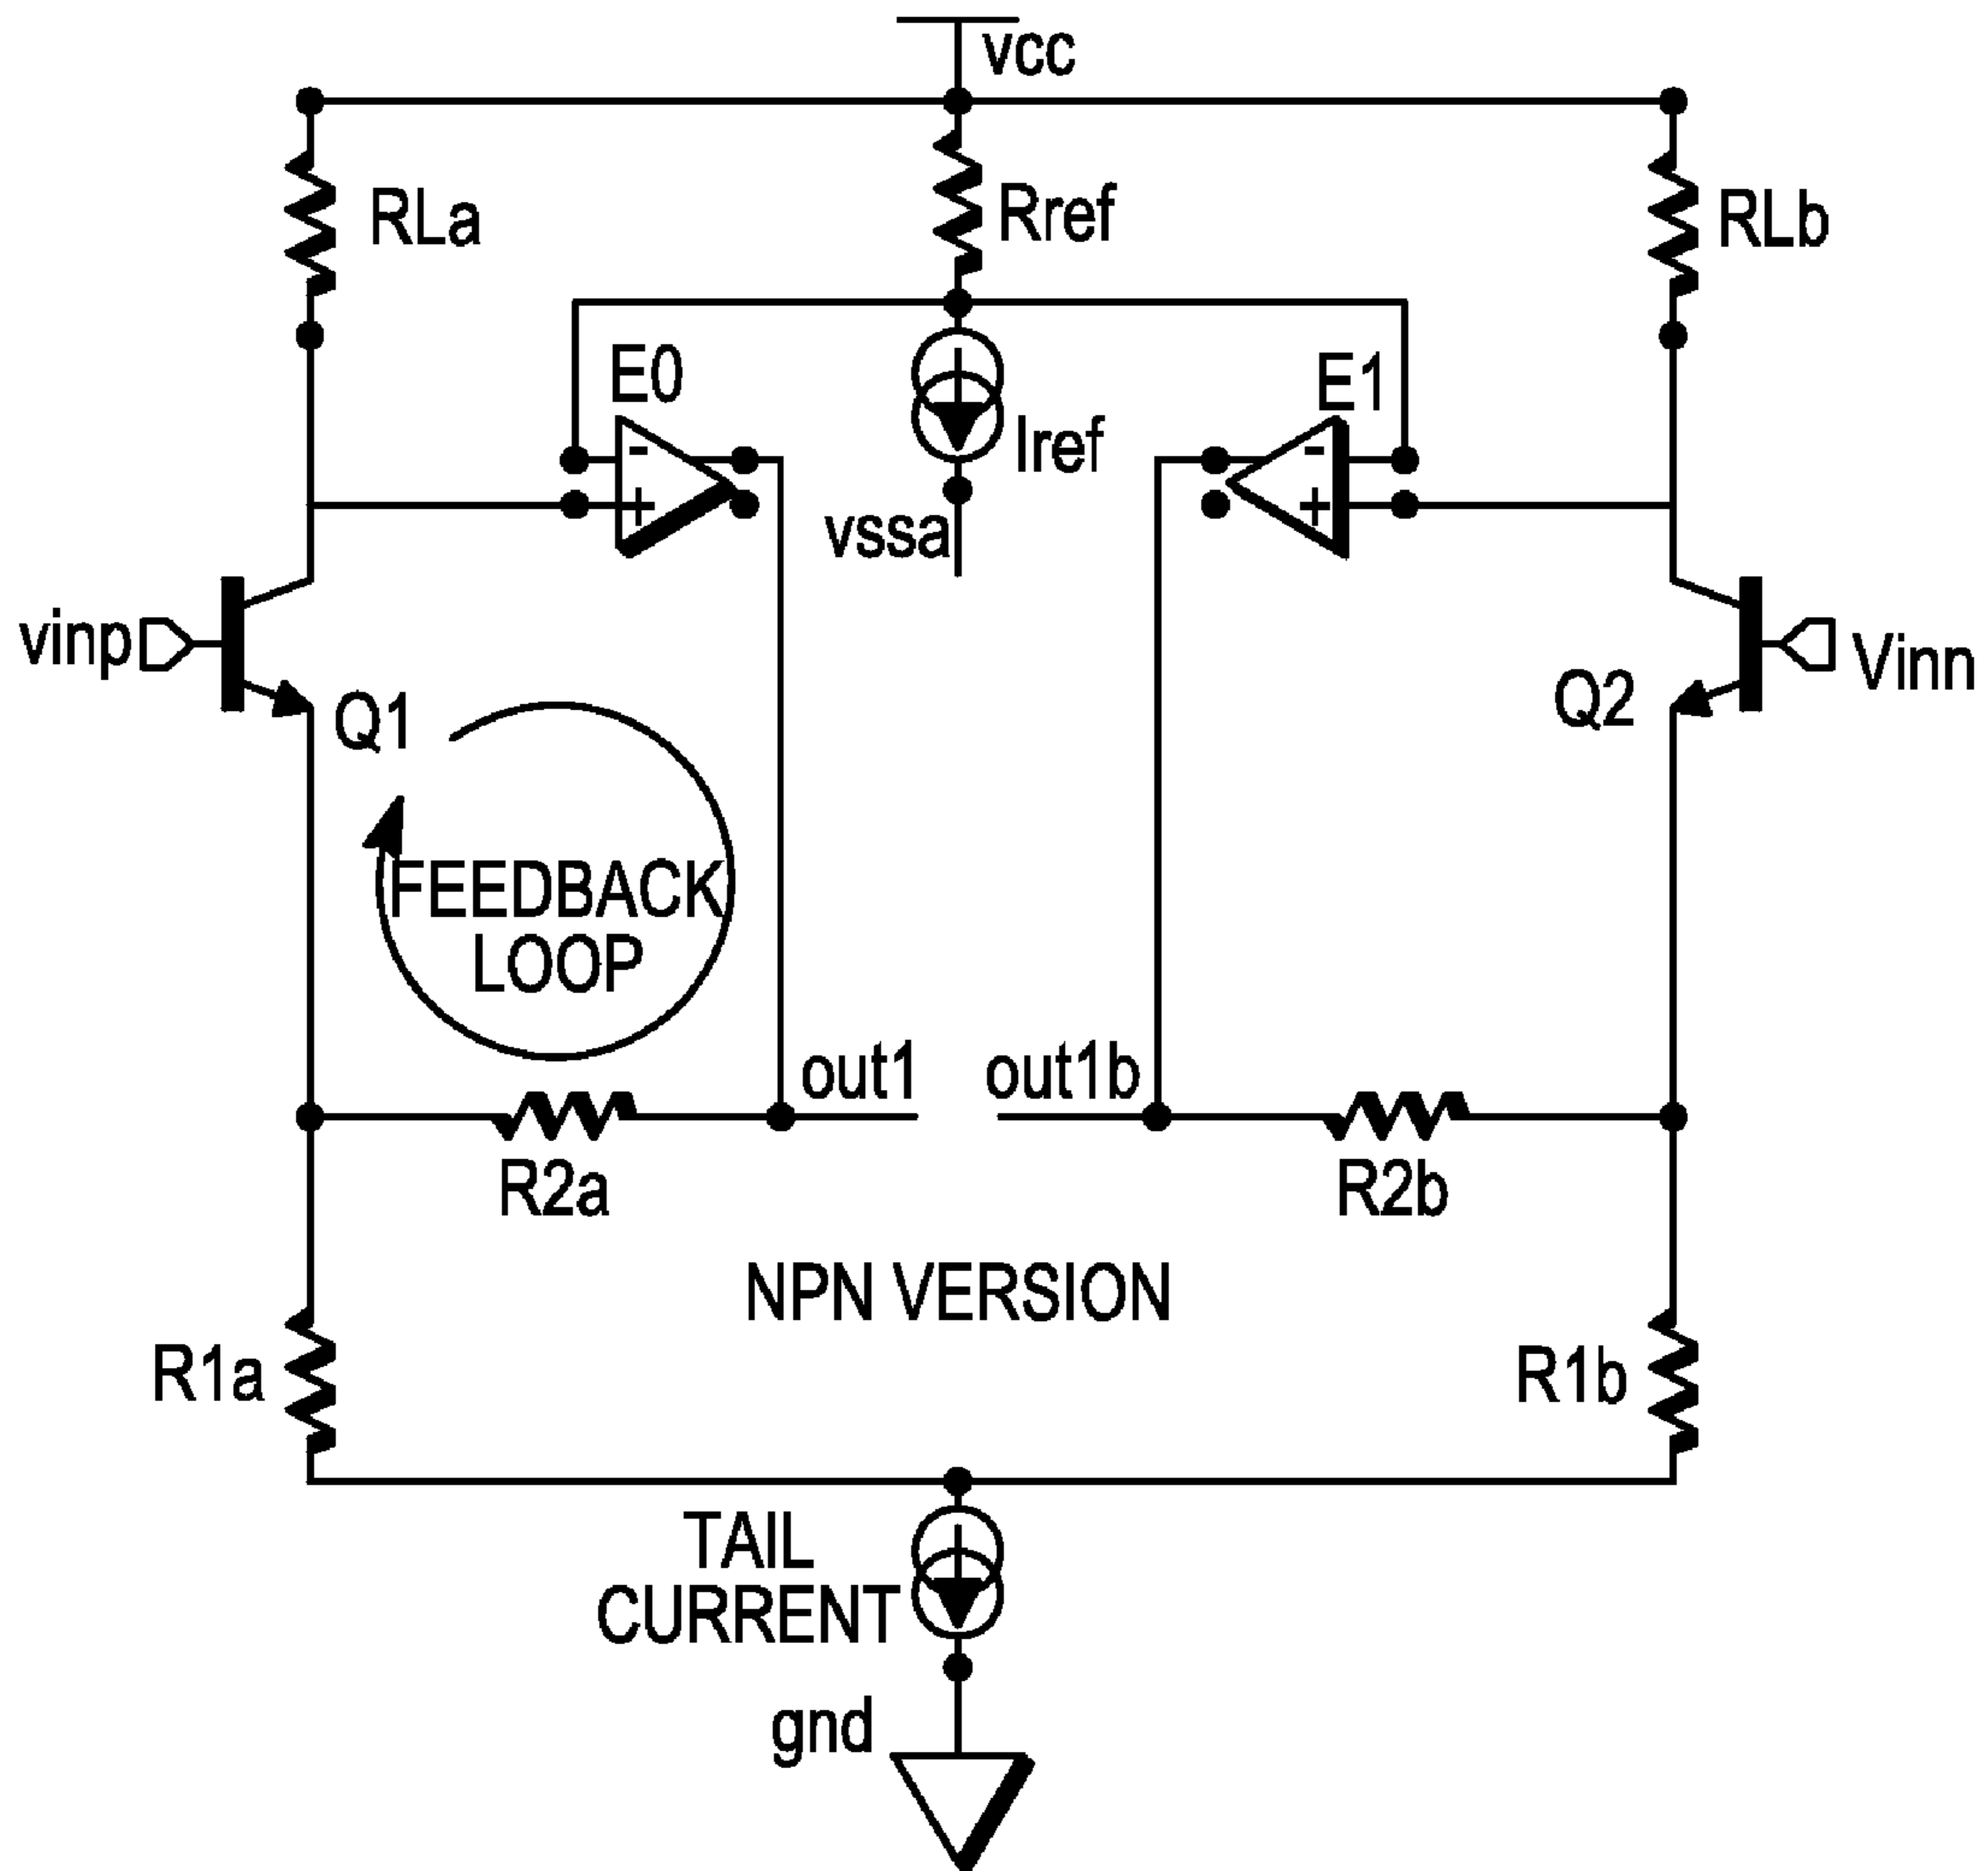 vcc
RLa
Rref
RLb
E0
E1
-
-
Iref
+
+
vssa
vinp
Vinn
Q1
Q2
FEEDBACK
LOOP
out1
out1b
R2a
R2b
NPN VERSION
R1a
R1b
TAIL
CURRENT
gnd